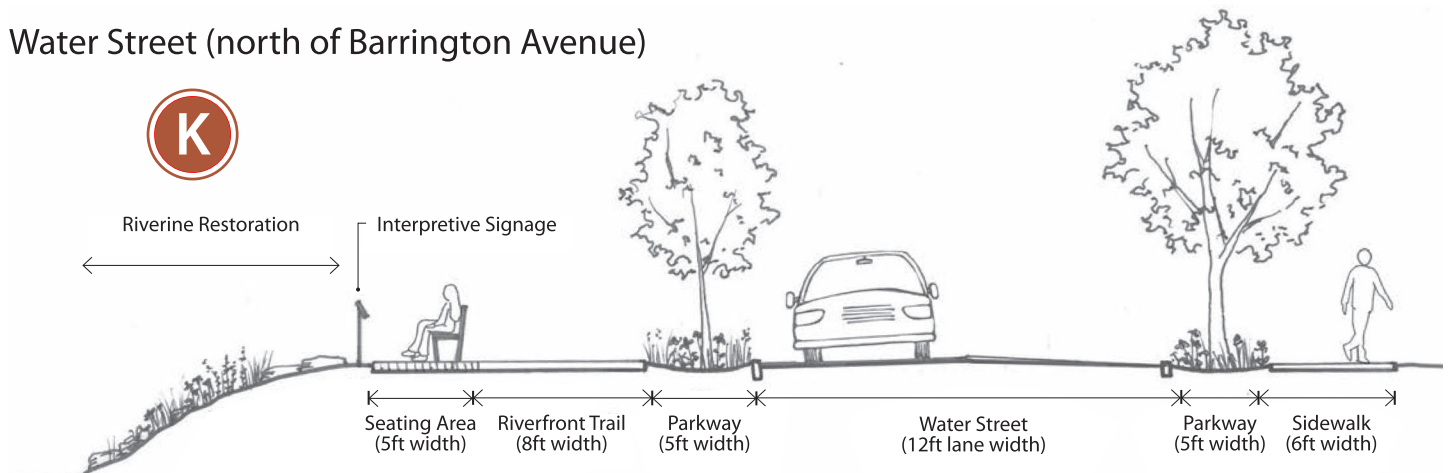 Water Street (north of Barrington Avenue)
K
Riverine Restoration
Interpretive Signage
Seating Area
(5ft width)
Riverfront Trail
(8ft width)
Parkway
(5ft width)
Water Street
(12ft lane width)
Parkway
(5ft width)
Sidewalk
(6ft width)